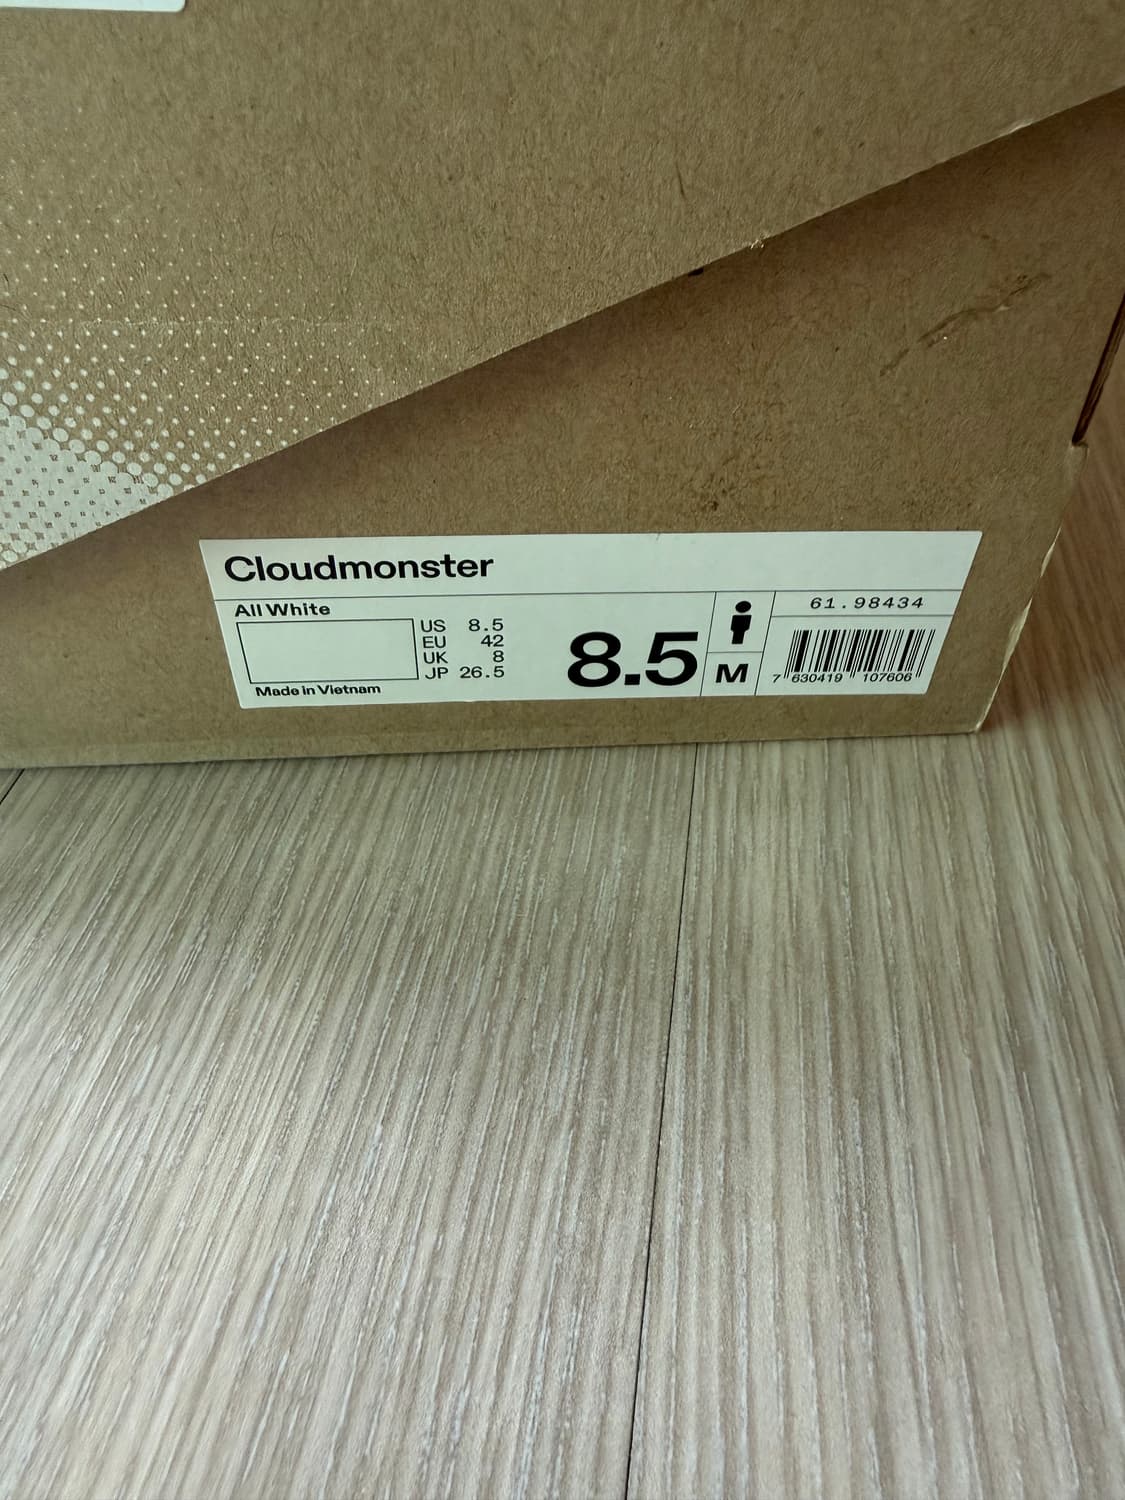 Cloudmonster
All White
US 8.5
EU 42
UK 8
JP 26.5
Made in Vietnam
8.5
M
61.98434
7 630419 107606